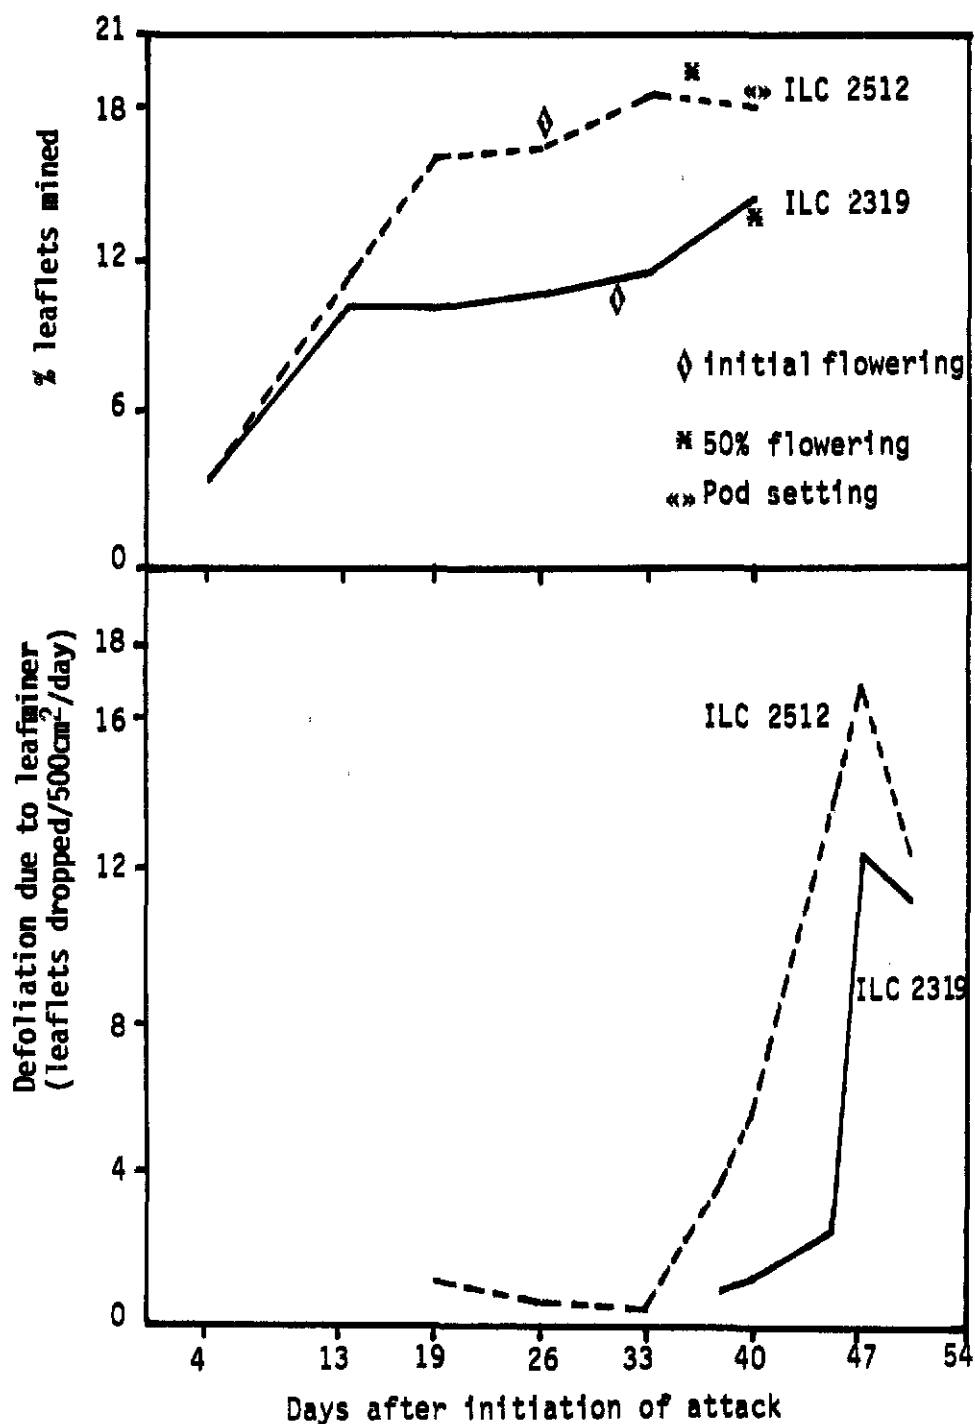 21
18
12
6
0
% leaflets mined
«» ILC 2512
ILC 2319
initial flowering
ж 50% flowering
«» Pod setting
18
16
12
8
4
0
Defoliation due to leafminer
(leaflets dropped/500cm²/day)
ILC 2512
ILC 2319
4 13 19 26 33 40 47 54
Days after initiation of attack